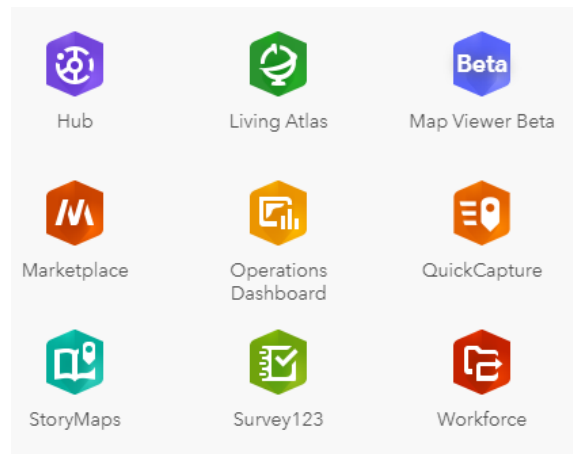 Hub
Living Atlas
Beta
Map Viewer Beta
Marketplace
Operations
Dashboard
QuickCapture
StoryMaps
Survey123
Workforce